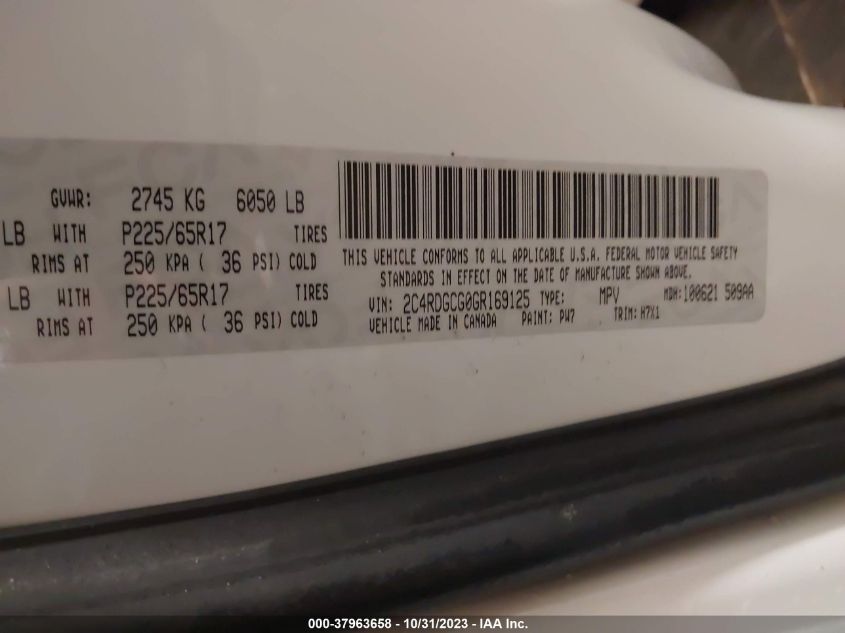 GVWR: 2745 KG 6050 LB
LB WITH P225/65R17 TIRES
RIMS AT 250 KPA ( 36 PSI) COLD
LB WITH P225/65R17 TIRES
RIMS AT 250 KPA ( 36 PSI) COLD
THIS VEHICLE CONFORMS TO ALL APPLICABLE U.S.A. FEDERAL MOTOR VEHICLE SAFETY
STANDARDS IN EFFECT ON THE DATE OF MANUFACTURE SHOWN ABOVE.
VIN: 2C4RDGCG0GR169125 TYPE: MPV MDH: 100621 509AA
VEHICLE MADE IN CANADA PAINT: PW7 TRIM: H7X1
000-37963658 - 10/31/2023 - IAA Inc.